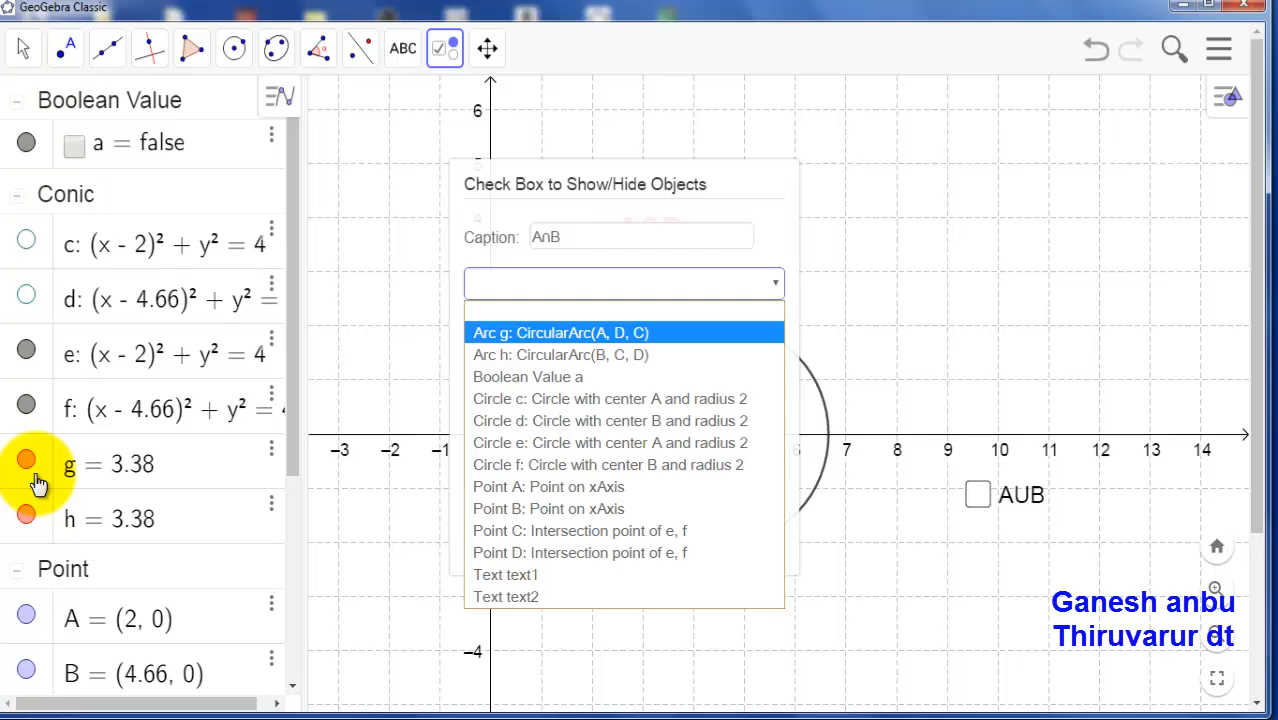 GeoGebra Classic
A
ABC
Boolean Value
a = false
Conic
c: (x - 2)² + y² = 4
d: (x - 4.66)² + y² =
e: (x - 2)² + y² = 4
f: (x - 4.66)² + y² =
g = 3.38
h = 3.38
Point
A = (2, 0)
B = (4.66, 0)
6
5
4
Check Box to Show/Hide Objects
Caption: A∩B
Arc g: CircularArc(A, D, C)
Arc h: CircularArc(B, C, D)
Boolean Value a
Circle c: Circle with center A and radius 2
Circle d: Circle with center B and radius 2
Circle e: Circle with center A and radius 2
Circle f: Circle with center B and radius 2
Point A: Point on xAxis
Point B: Point on xAxis
Point C: Intersection point of e, f
Point D: Intersection point of e, f
Text text1
Text text2
–3 –2 –1 6 7 8 9 10 11 12 13 14
AUB
–4
Ganesh anbu
Thiruvarur dt